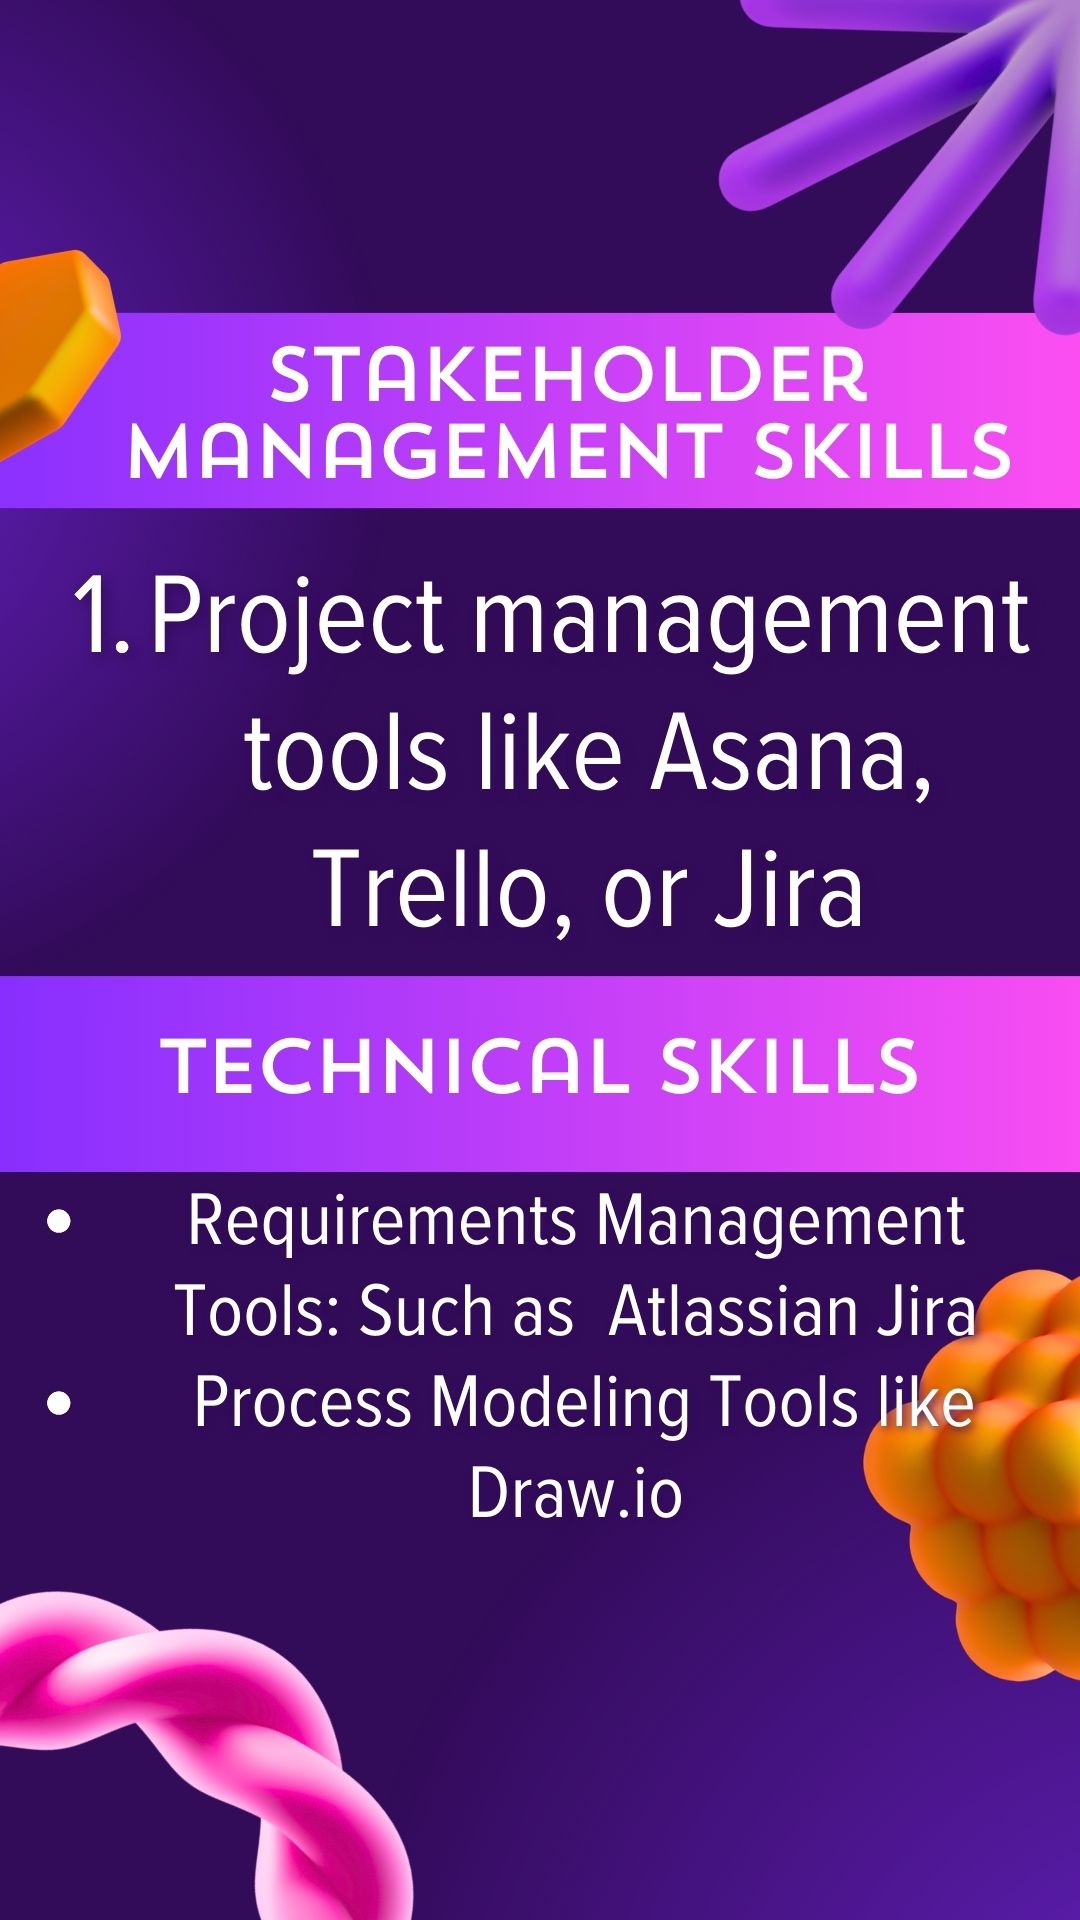 STAKEHOLDER
MANAGEMENT SKILLS
1. Project management
tools like Asana,
Trello, or Jira
TECHNICAL SKILLS
• Requirements Management
Tools: Such as  Atlassian Jira
• Process Modeling Tools like
Draw.io